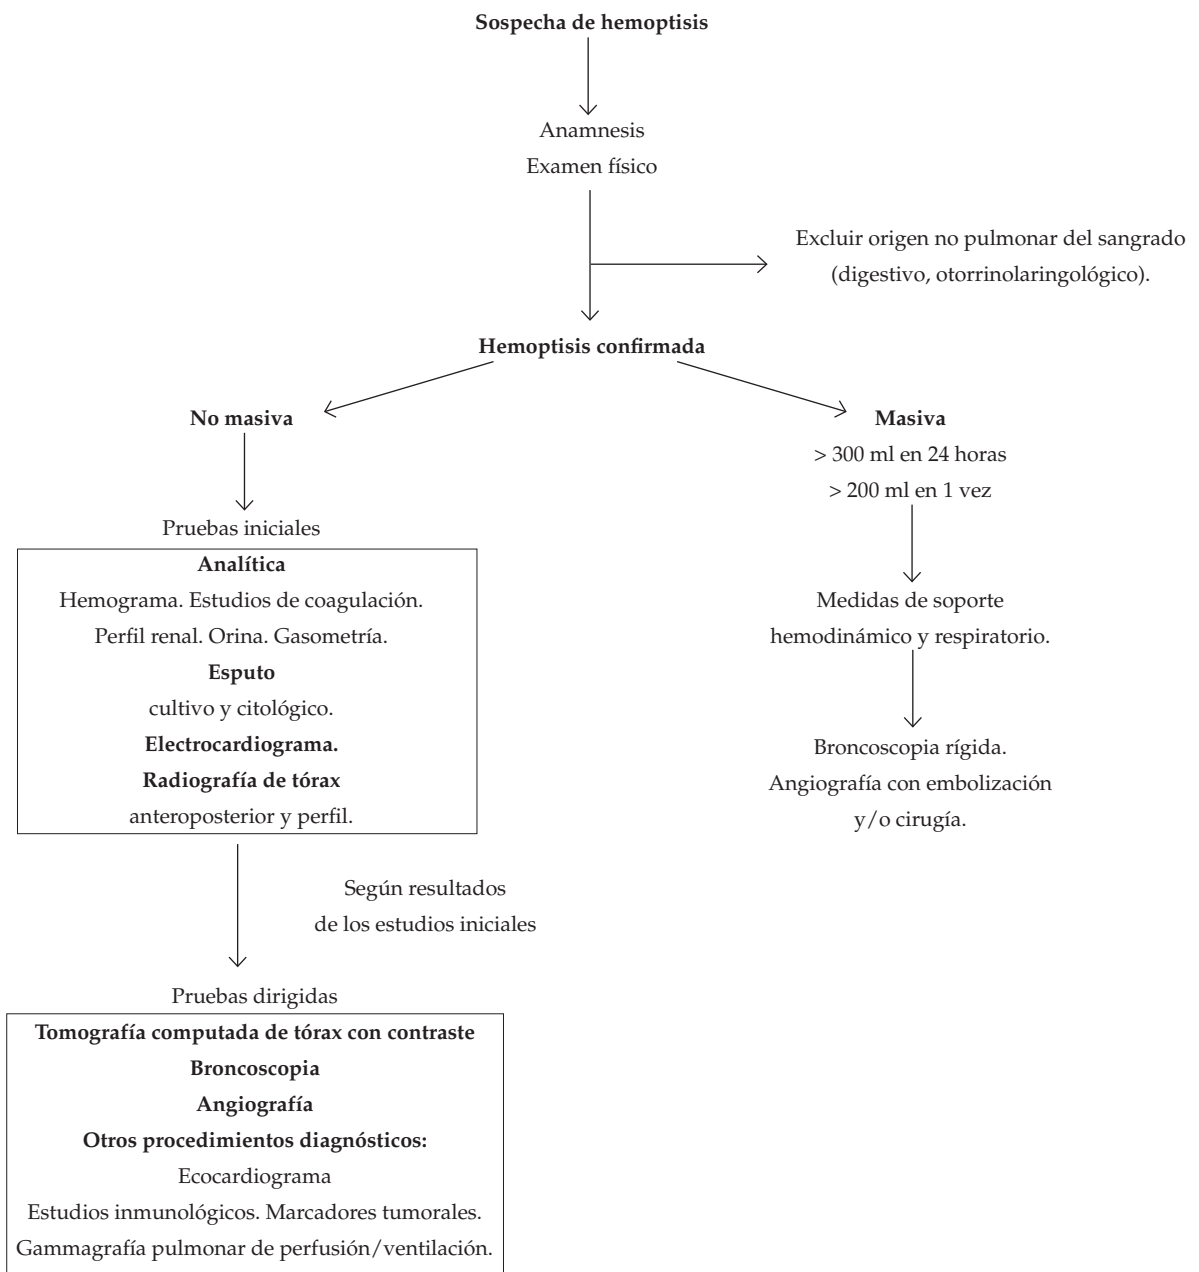 Sospecha de hemoptisis
Anamnesis
Examen físico
Excluir origen no pulmonar del sangrado
(digestivo, otorrinolaringológico).
Hemoptisis confirmada
No masiva
Pruebas iniciales
Analítica
Hemograma. Estudios de coagulación.
Perfil renal. Orina. Gasometría.
Esputo
cultivo y citológico.
Electrocardiograma.
Radiografía de tórax
anteroposterior y perfil.
Según resultados
de los estudios iniciales
Pruebas dirigidas
Tomografía computada de tórax con contraste
Broncoscopia
Angiografía
Otros procedimientos diagnósticos:
Ecocardiograma
Estudios inmunológicos. Marcadores tumorales.
Gammagrafía pulmonar de perfusión/ventilación.
Masiva
> 300 ml en 24 horas
> 200 ml en 1 vez
Medidas de soporte
hemodinámico y respiratorio.
Broncoscopia rígida.
Angiografía con embolización
y/o cirugía.